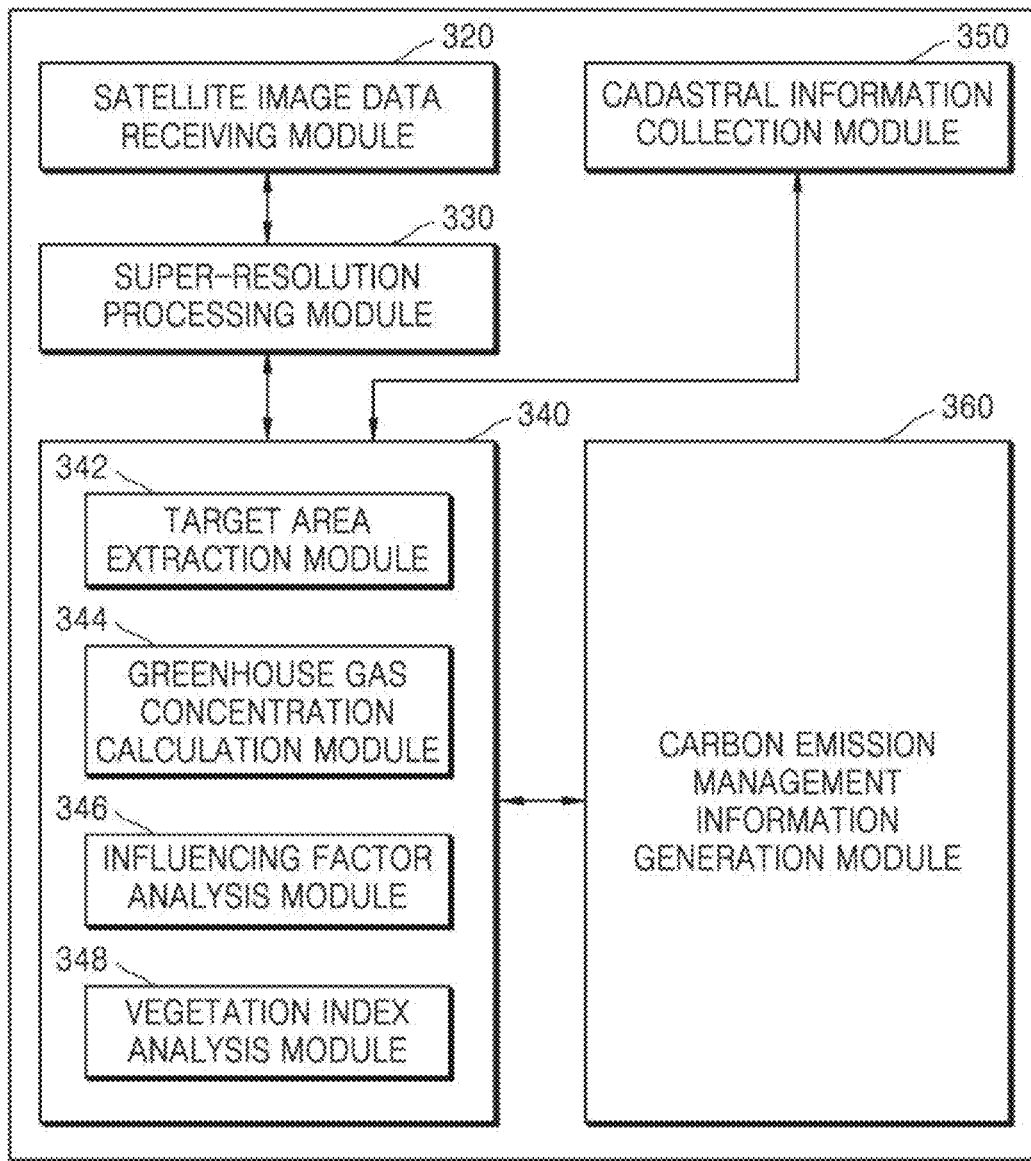 320
SATELLITE IMAGE DATA
RECEIVING MODULE
350
CADASTRAL INFORMATION
COLLECTION MODULE
330
SUPER-RESOLUTION
PROCESSING MODULE
340
342
TARGET AREA
EXTRACTION MODULE
344
GREENHOUSE GAS
CONCENTRATION
CALCULATION MODULE
346
INFLUENCING FACTOR
ANALYSIS MODULE
348
VEGETATION INDEX
ANALYSIS MODULE
360
CARBON EMISSION
MANAGEMENT
INFORMATION
GENERATION MODULE